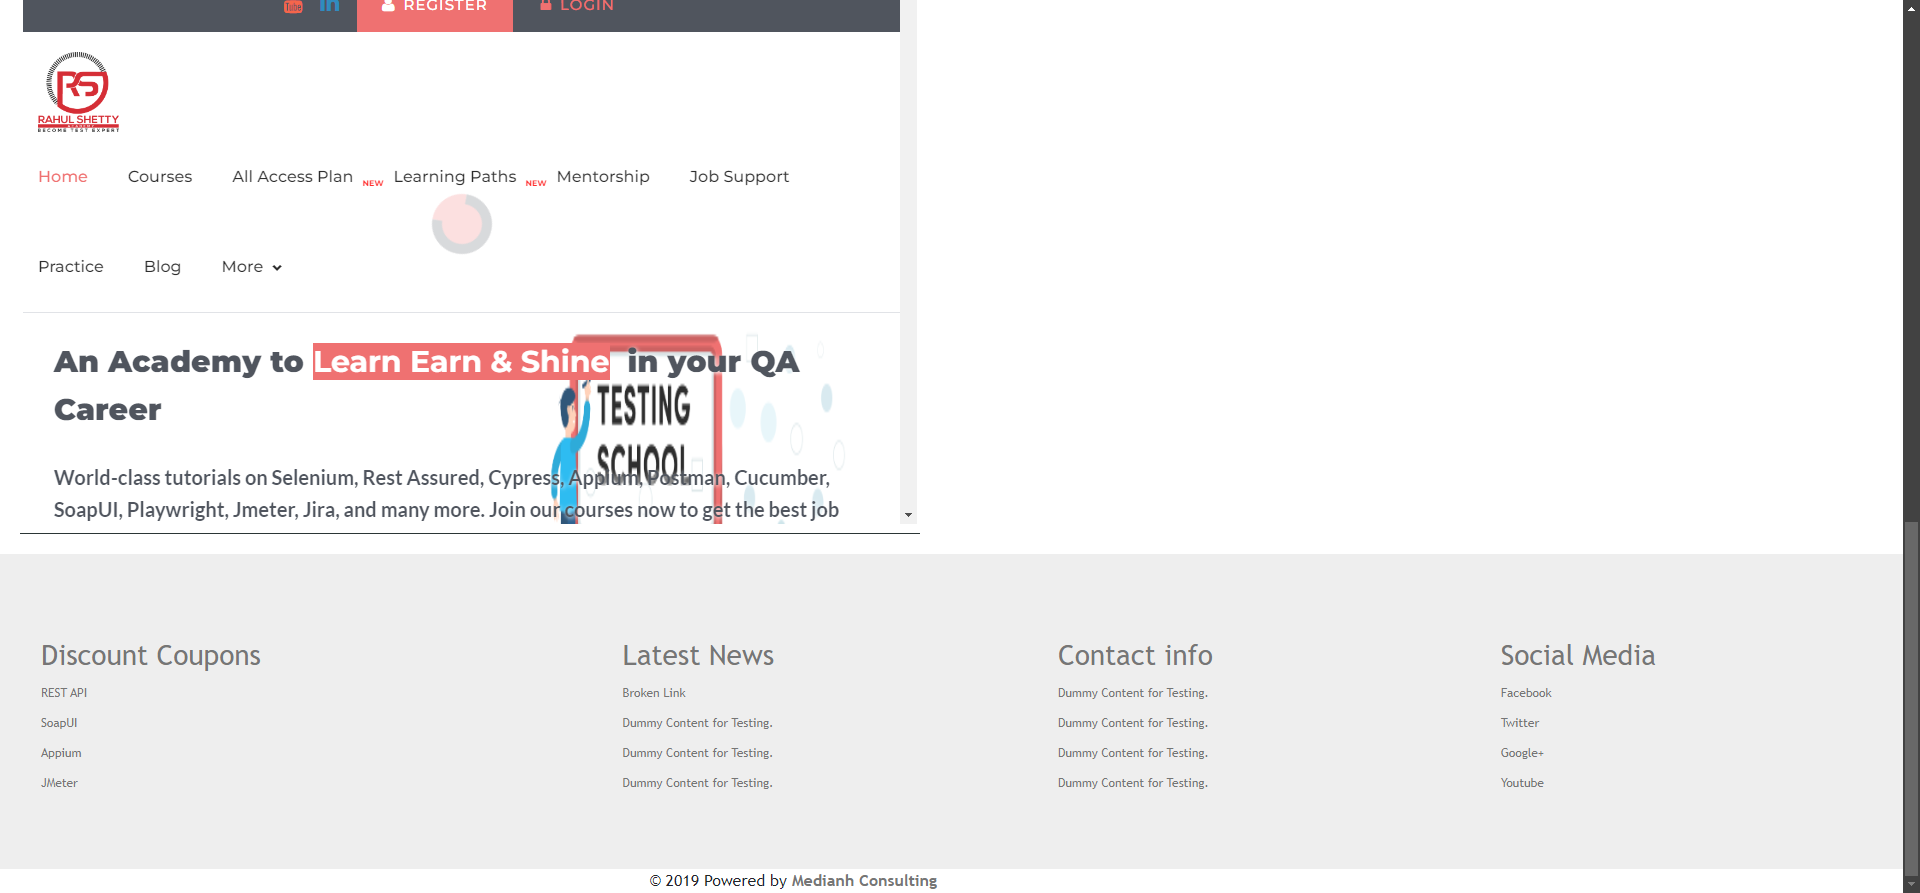 REGISTER LOGIN
RAHUL SHETTY
ACADEMY
BECOME TEST EXPERT
Home Courses All Access Plan NEW Learning Paths NEW Mentorship Job Support
Practice Blog More
An Academy to Learn Earn & Shine in your QA
Career
TESTING
SCHOOL
World-class tutorials on Selenium, Rest Assured, Cypress, Appium, Postman, Cucumber,
SoapUI, Playwright, Jmeter, Jira, and many more. Join our courses now to get the best job
Discount Coupons
REST API
SoapUI
Appium
JMeter
Latest News
Broken Link
Dummy Content for Testing.
Dummy Content for Testing.
Dummy Content for Testing.
Contact info
Dummy Content for Testing.
Dummy Content for Testing.
Dummy Content for Testing.
Dummy Content for Testing.
Social Media
Facebook
Twitter
Google+
Youtube
© 2019 Powered by Medianh Consulting